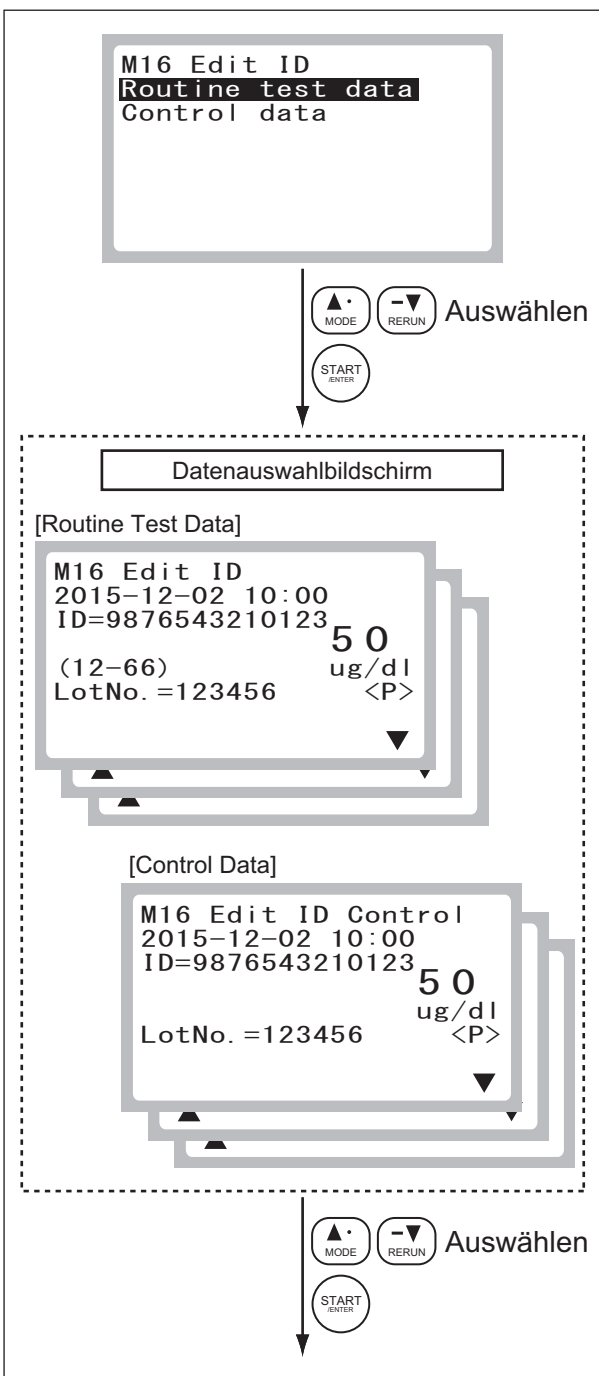 M16 Edit ID
Routine test data
Control data
▲· MODE -▼ RERUN Auswählen
START /ENTER
Datenauswahlbildschirm
[Routine Test Data]
M16 Edit ID
2015-12-02 10:00
ID=9876543210123
50
(12-66) ug/dl
LotNo.=123456 <P>
▼
[Control Data]
M16 Edit ID Control
2015-12-02 10:00
ID=9876543210123
50
ug/dl
LotNo.=123456 <P>
▼
▲· MODE -▼ RERUN Auswählen
START /ENTER